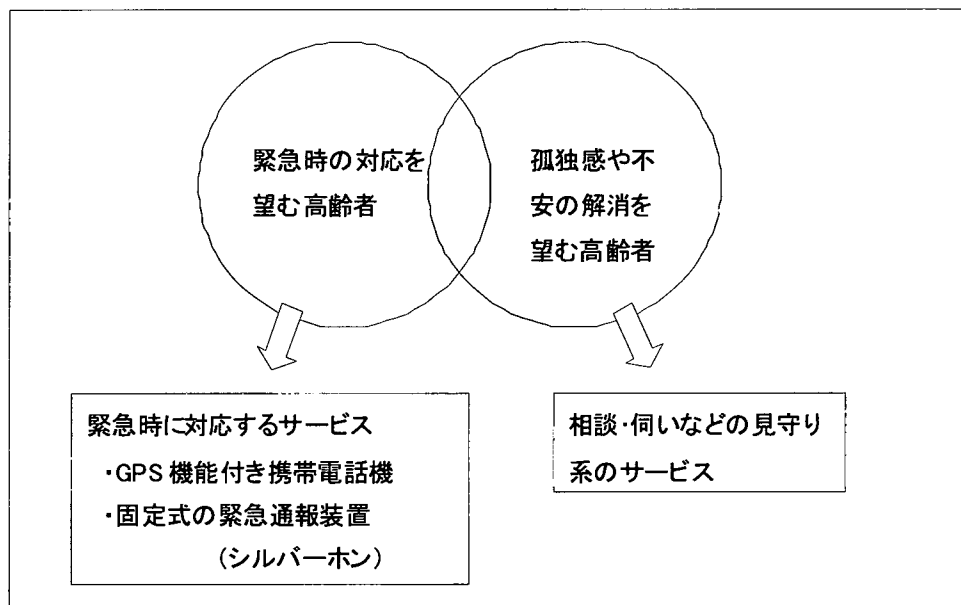 緊急時の対応を
望む高齢者
孤独感や不
安の解消を
望む高齢者
緊急時に対応するサービス
・GPS 機能付き携帯電話機
・固定式の緊急通報装置
(シルバーホン)
相談・伺いなどの見守り
系のサービス